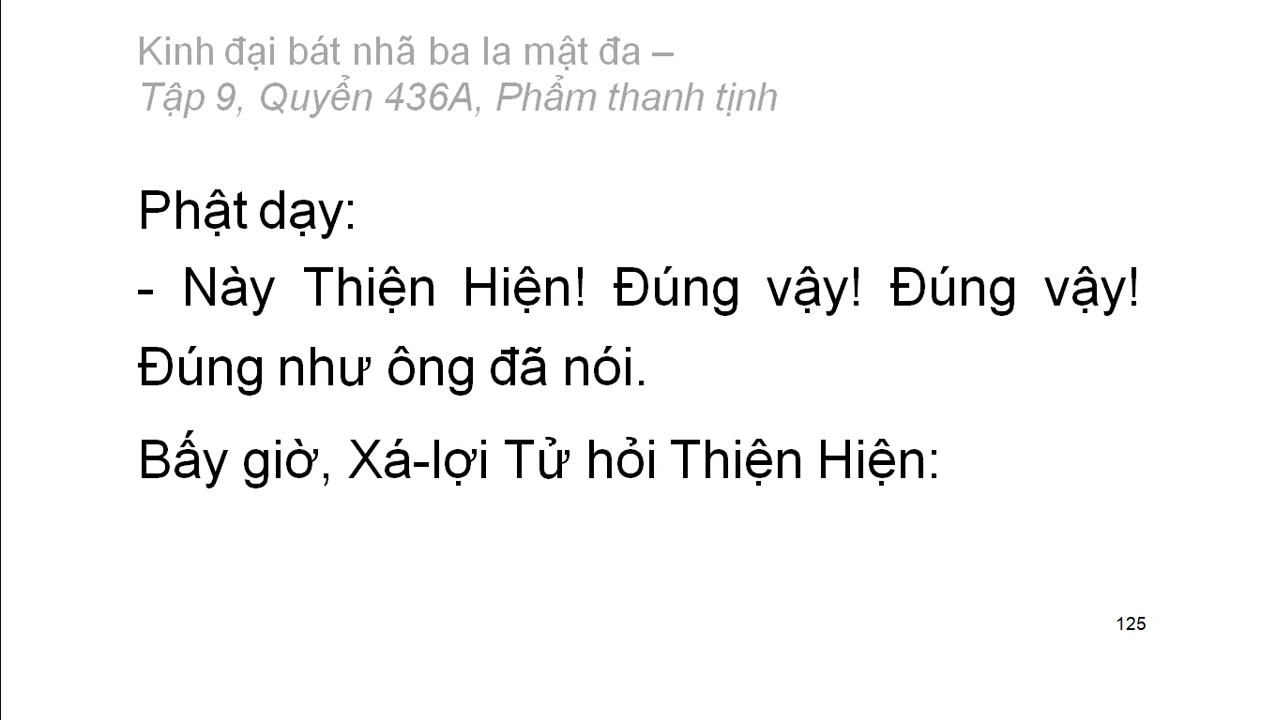 Kinh đại bát nhã ba la mật đa –
Tập 9, Quyển 436A, Phẩm thanh tịnh
Phật dạy:
- Này Thiện Hiện! Đúng vậy! Đúng vậy!
Đúng như ông đã nói.
Bấy giờ, Xá-lợi Tử hỏi Thiện Hiện:
125